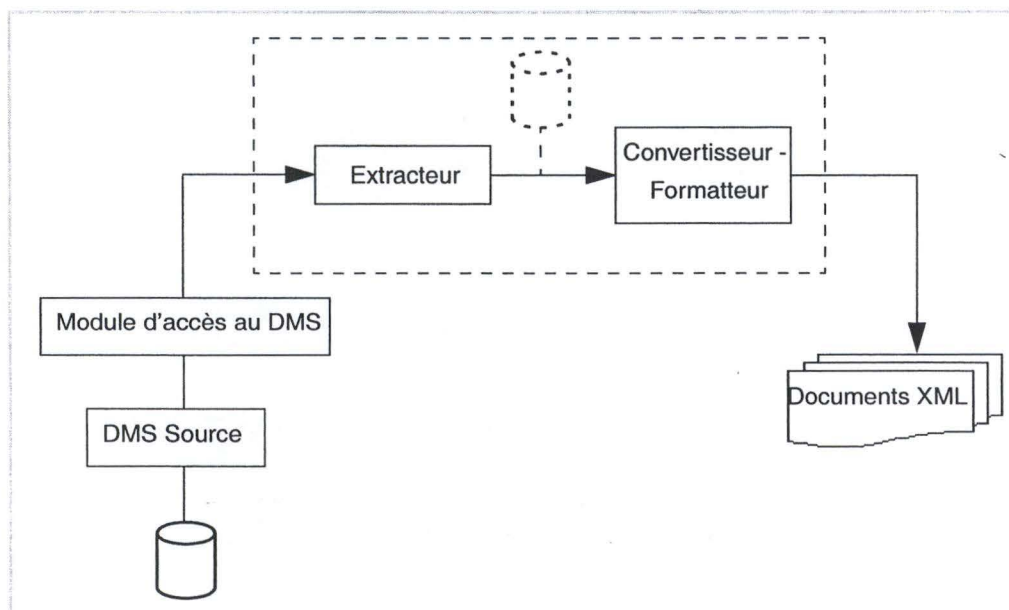 Extracteur
Convertisseur -
Formatteur
Module d'accès au DMS
DMS Source
Documents XML